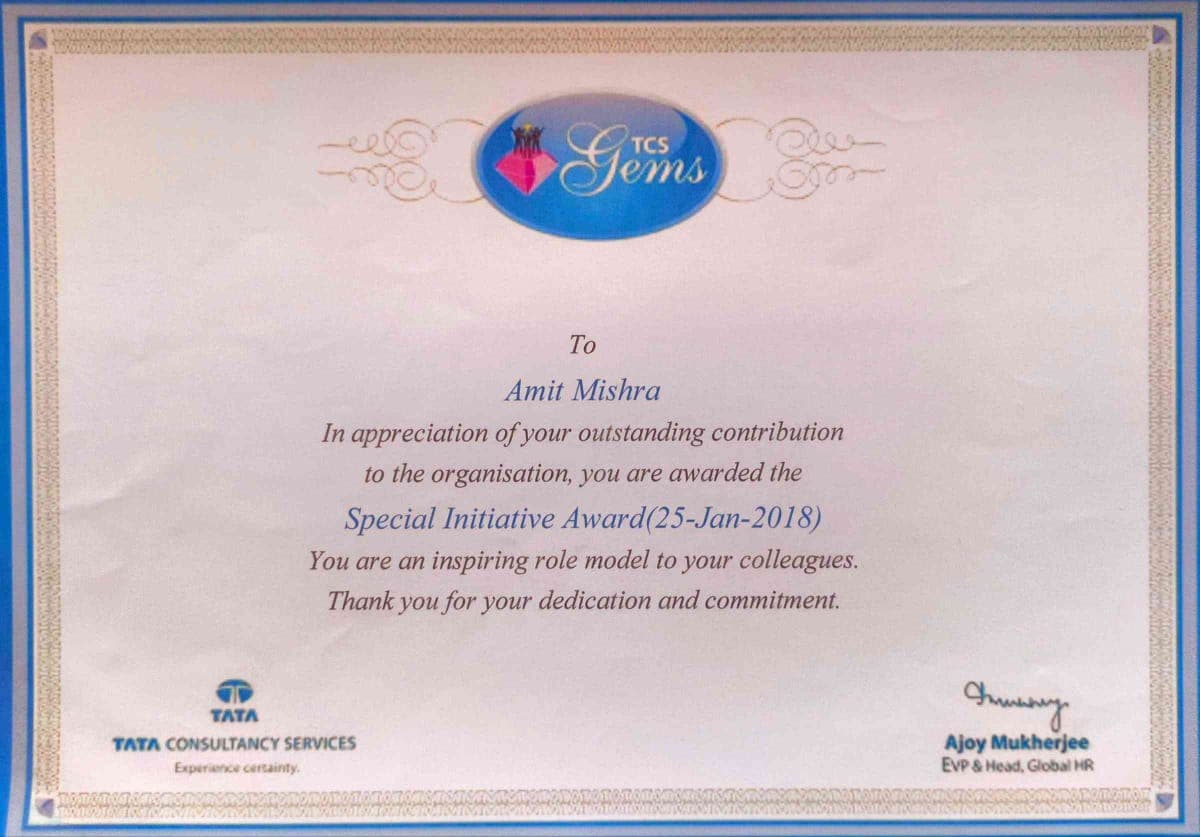 TCS
Gems
To
Amit Mishra
In appreciation of your outstanding contribution
to the organisation, you are awarded the
Special Initiative Award(25-Jan-2018)
You are an inspiring role model to your colleagues.
Thank you for your dedication and commitment.
TATA
TATA CONSULTANCY SERVICES
Experience certainty.
Ajoy Mukherjee
EVP & Head, Global HR